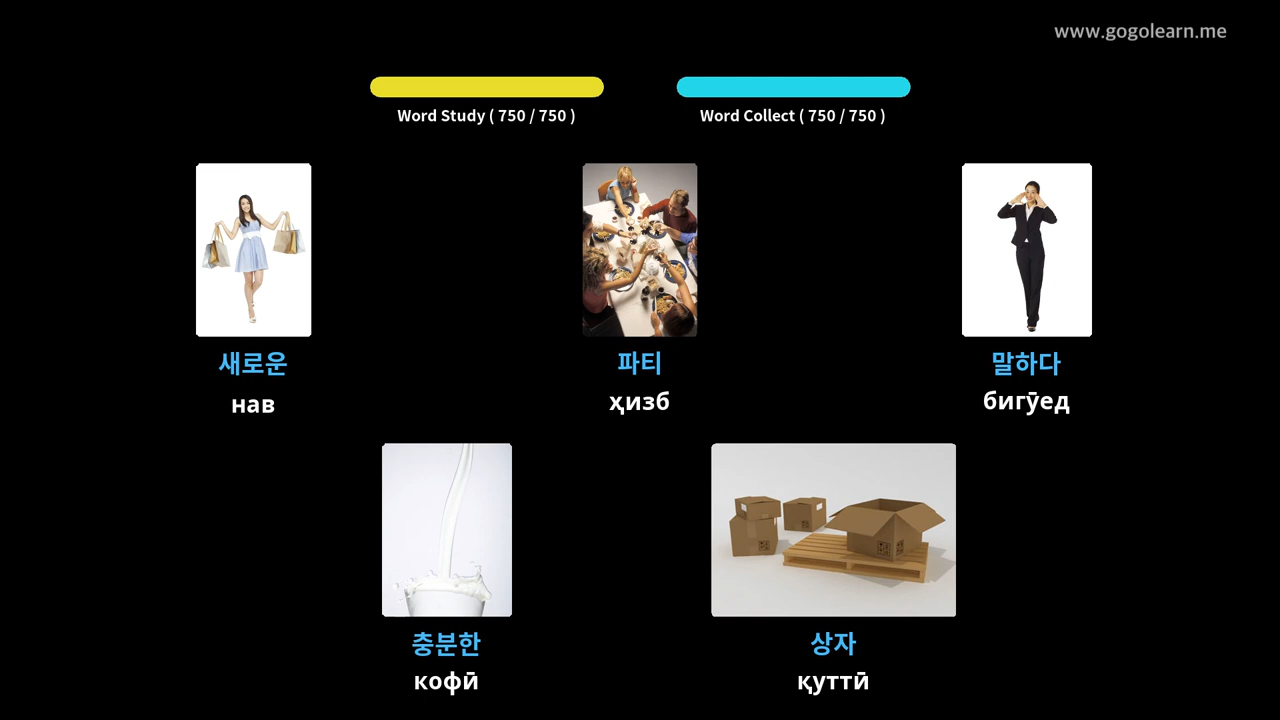 www.gogolearn.me
Word Study ( 750 / 750 )
Word Collect ( 750 / 750 )
새로운
нав
파티
ҳизб
말하다
бигӯед
충분한
кофӣ
상자
қуттӣ